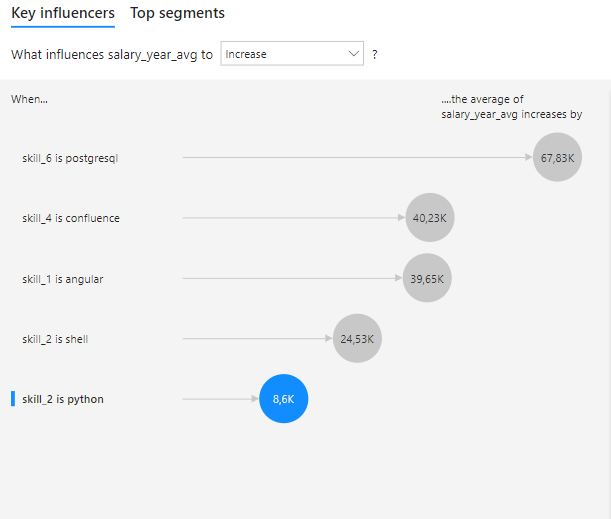 Key influencers Top segments
What influences salary_year_avg to Increase ?
When...
....the average of
salary_year_avg increases by
skill_6 is postgresql 67,83K
skill_4 is confluence 40,23K
skill_1 is angular 39,65K
skill_2 is shell 24,53K
skill_2 is python 8,6K